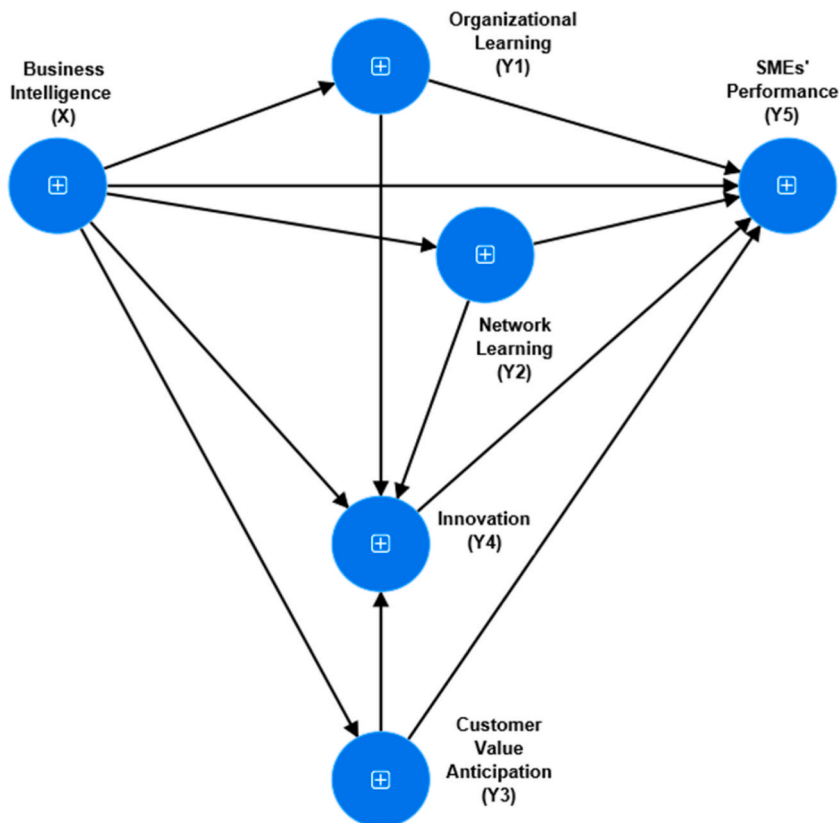 Business
Intelligence
(X)
Organizational
Learning
(Y1)
SMEs'
Performance
(Y5)
Network
Learning
(Y2)
Innovation
(Y4)
Customer
Value
Anticipation
(Y3)